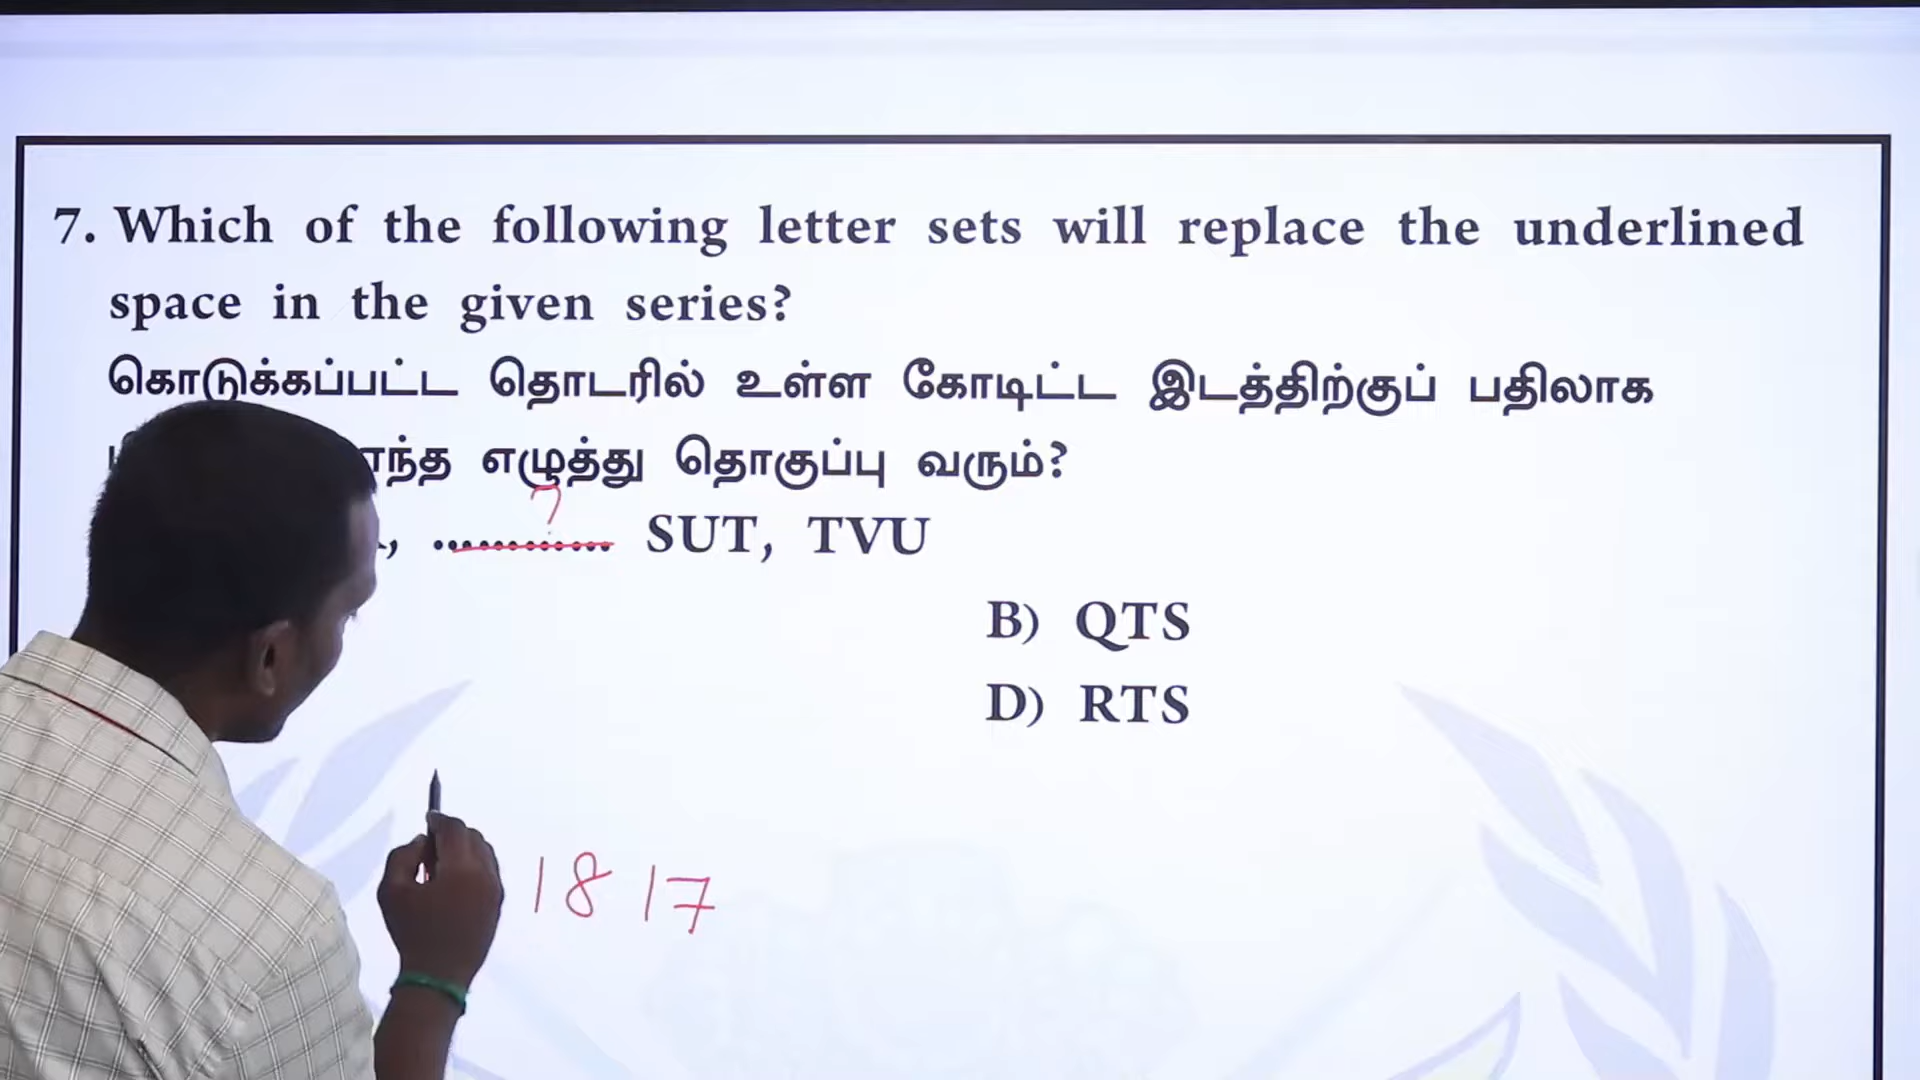 7. Which of the following letter sets will replace the underlined
space in the given series?
கொடுக்கப்பட்ட தொடரில் உள்ள கோடிட்ட இடத்திற்குப் பதிலாக
எழுத்து தொகுப்பு வரும்?
............. SUT, TVU
?
B) QTS
D) RTS
18 17